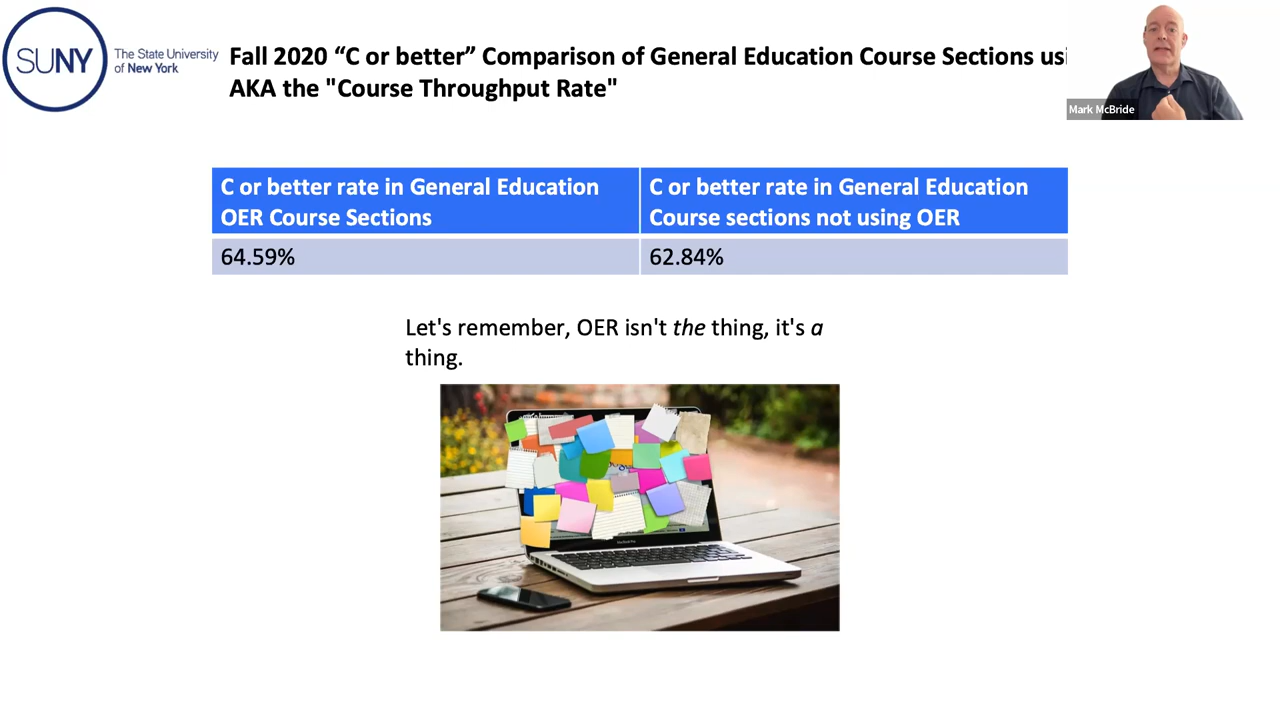 SUNY
The State University
of New York
Fall 2020 “C or better” Comparison of General Education Course Sections
AKA the "Course Throughput Rate"
Mark McBride
C or better rate in General Education
OER Course Sections
C or better rate in General Education
Course sections not using OER
64.59%
62.84%
Let's remember, OER isn't the thing, it's a
thing.